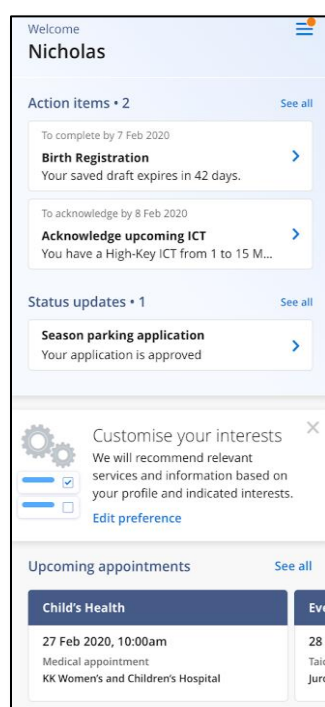 Welcome
Nicholas
Action items • 2
See all
To complete by 7 Feb 2020
Birth Registration
Your saved draft expires in 42 days.
To acknowledge by 8 Feb 2020
Acknowledge upcoming ICT
You have a High-Key ICT from 1 to 15 M...
Status updates • 1
See all
Season parking application
Your application is approved
Customise your interests
We will recommend relevant
services and information based on
your profile and indicated interests.
Edit preference
Upcoming appointments
See all
Child's Health
27 Feb 2020, 10:00am
Medical appointment
KK Women's and Children's Hospital
Eve
28
Taic
Juro